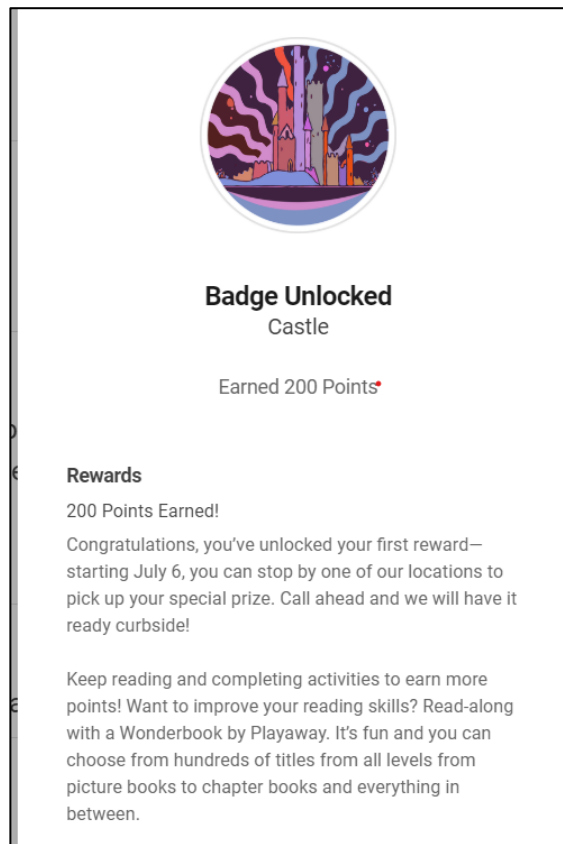 Badge Unlocked
Castle
Earned 200 Points
Rewards
200 Points Earned!
Congratulations, you’ve unlocked your first reward—
starting July 6, you can stop by one of our locations to
pick up your special prize. Call ahead and we will have it
ready curbside!
Keep reading and completing activities to earn more
points! Want to improve your reading skills? Read-along
with a Wonderbook by Playaway. It’s fun and you can
choose from hundreds of titles from all levels from
picture books to chapter books and everything in
between.